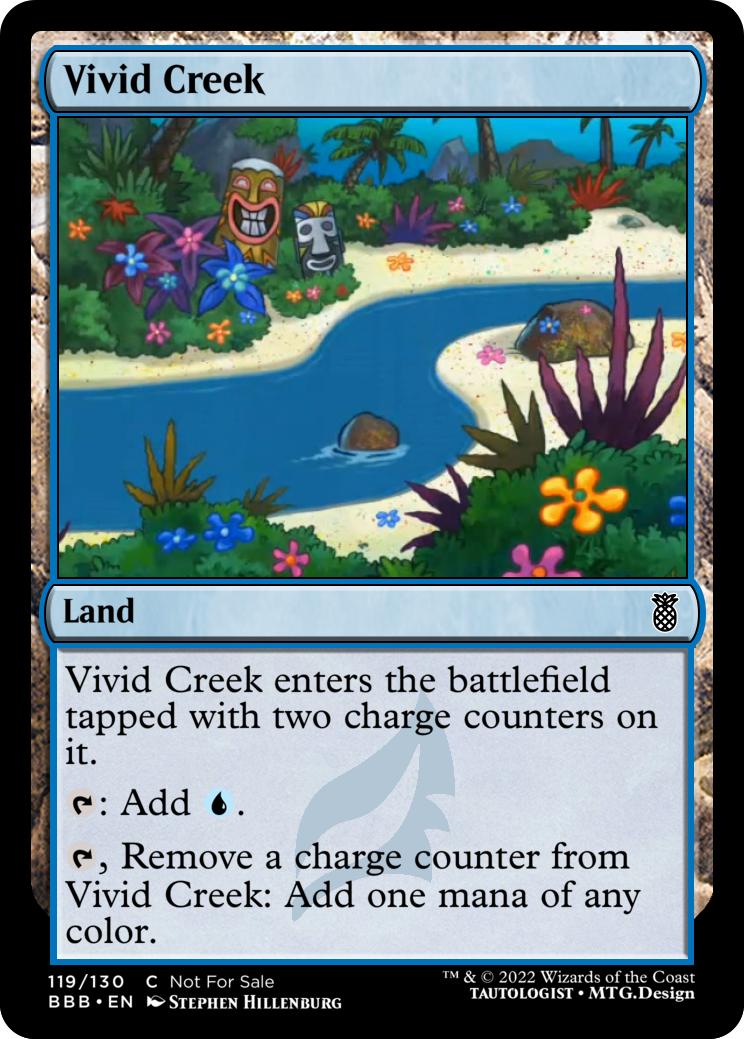 Vivid Creek
Land
Vivid Creek enters the battlefield
tapped with two charge counters on
it.
: Add .
, Remove a charge counter from
Vivid Creek: Add one mana of any
color.
119/130 C Not For Sale
BBB • EN STEPHEN HILLENBURG
™ & © 2022 Wizards of the Coast
TAUTOLOGIST • MTG.Design